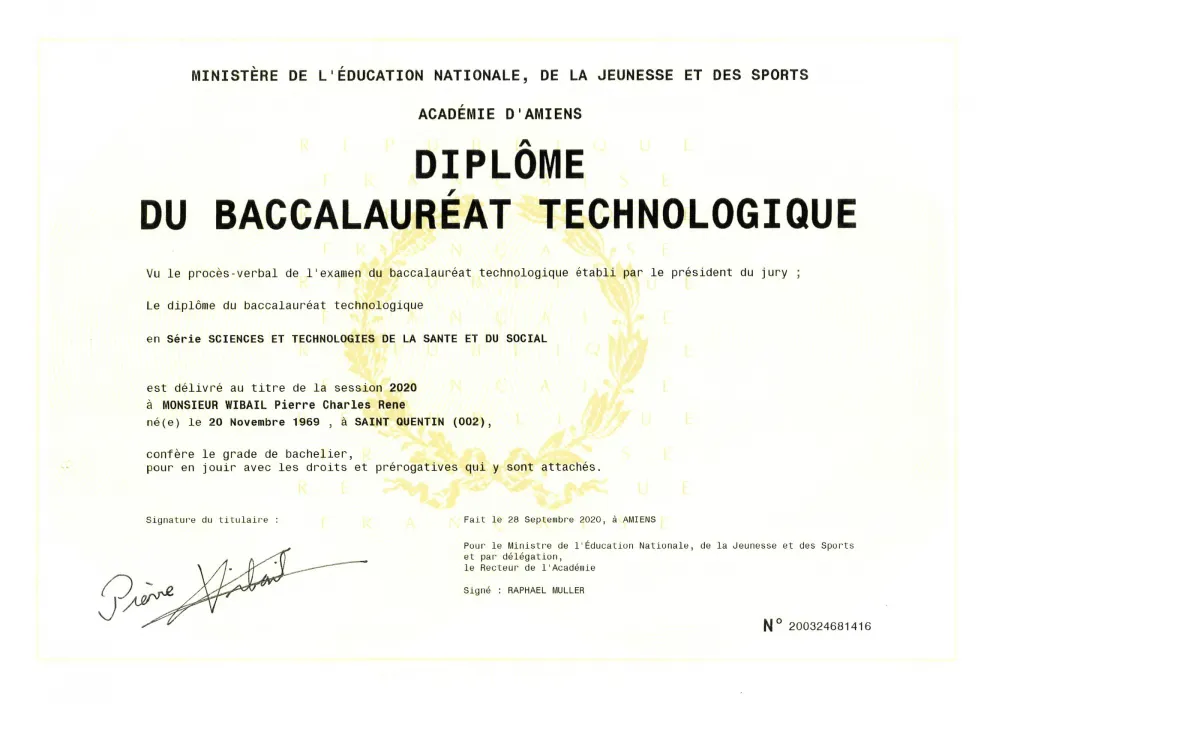 MINISTÈRE DE L'ÉDUCATION NATIONALE, DE LA JEUNESSE ET DES SPORTS
ACADÉMIE D'AMIENS
DIPLÔME
DU BACCALAURÉAT TECHNOLOGIQUE
Vu le procès-verbal de l'examen du baccalauréat technologique établi par le président du jury ;
Le diplôme du baccalauréat technologique
en Série SCIENCES ET TECHNOLOGIES DE LA SANTE ET DU SOCIAL
est délivré au titre de la session 2020
à MONSIEUR WIBAIL Pierre Charles Rene
né(e) le 20 Novembre 1969 , à SAINT QUENTIN (002),
confère le grade de bachelier,
pour en jouir avec les droits et prérogatives qui y sont attachés.
Signature du titulaire :
Pierre Wibail
Fait le 28 Septembre 2020, à AMIENS
Pour le Ministre de l'Éducation Nationale, de la Jeunesse et des Sports
et par délégation,
le Recteur de l'Académie
Signé : RAPHAEL MULLER
N° 200324681416